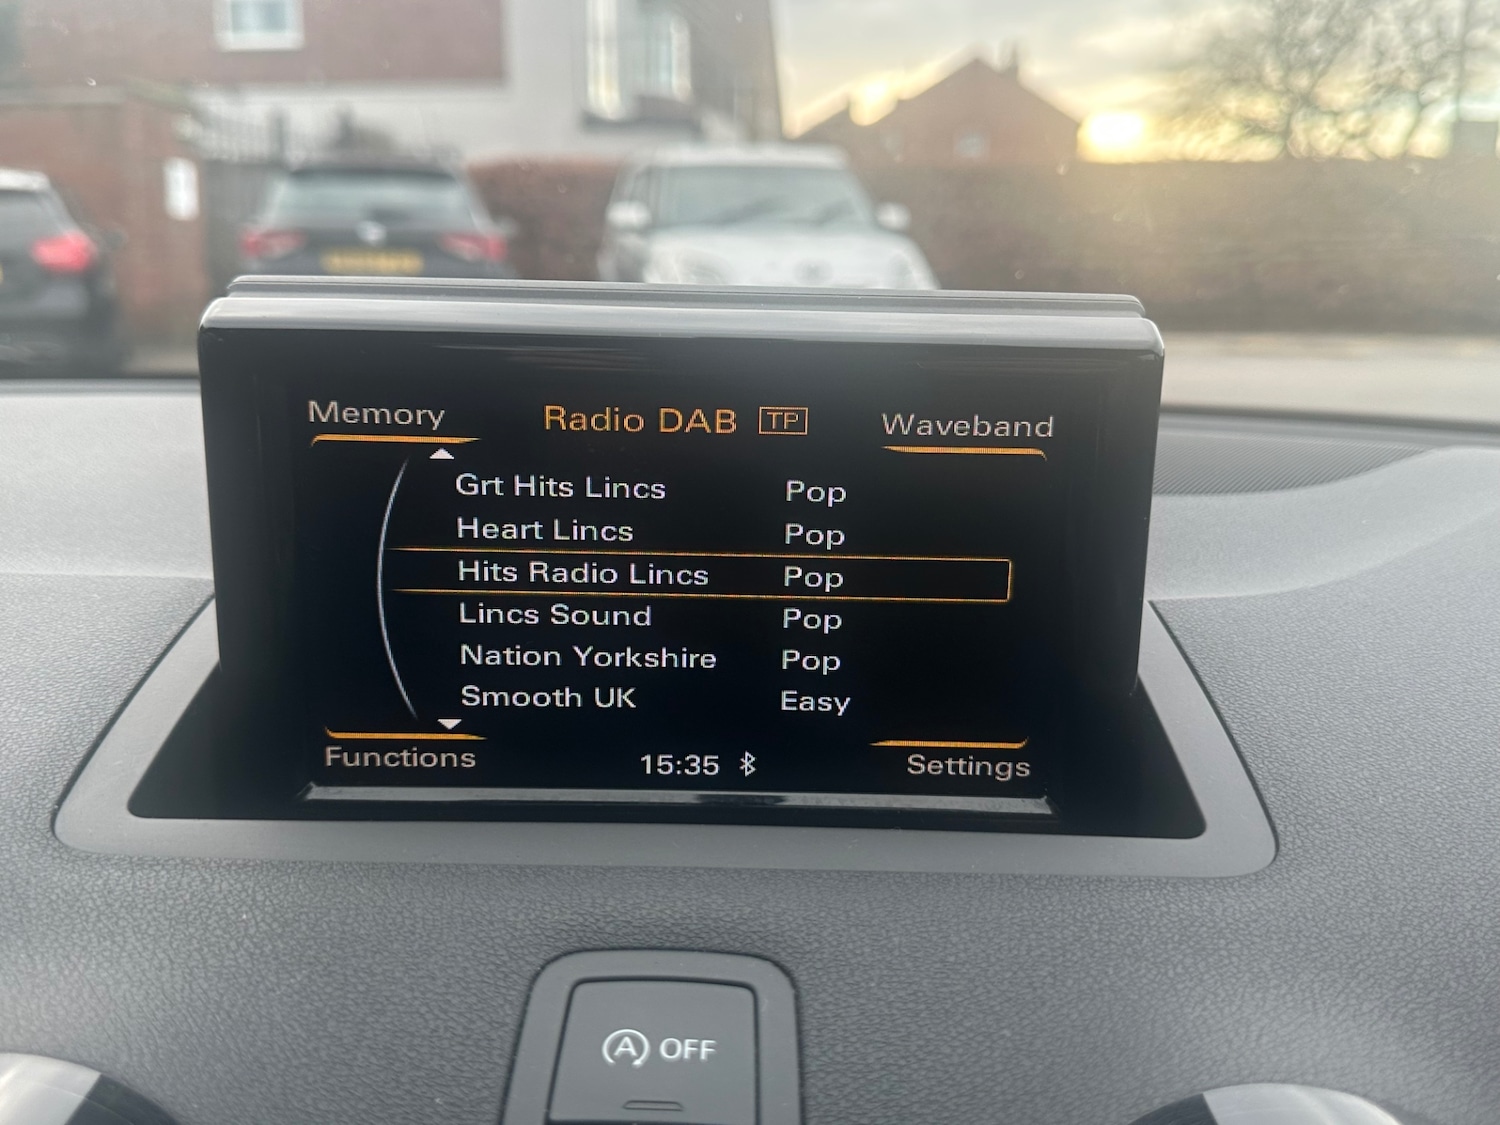 Memory Radio DAB TP Waveband
Grt Hits Lincs Pop
Heart Lincs Pop
Hits Radio Lincs Pop
Lincs Sound Pop
Nation Yorkshire Pop
Smooth UK Easy
Functions 15:35 Settings
A OFF